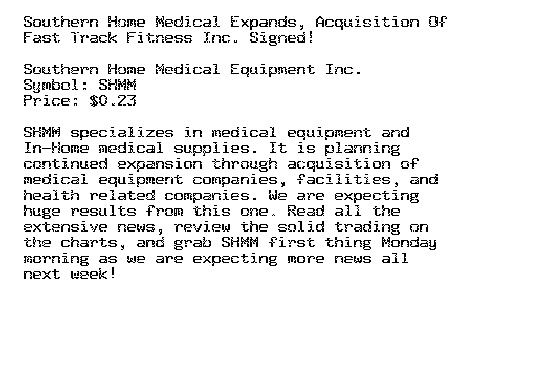 Southern Home Medical Expands, Acquisition Of
Fast Track Fitness Inc. Signed!
Southern Home Medical Equipment Inc.
Symbol: SHMM
Price: $0.23
SHMM specializes in medical equipment and
In-Home medical supplies. It is planning
continued expansion through acquisition of
medical equipment companies, facilities, and
health related companies. We are expecting
huge results from this one. Read all the
extensive news, review the solid trading on
the charts, and grab SHMM first thing Monday
morning as we are expecting more news all
next week!